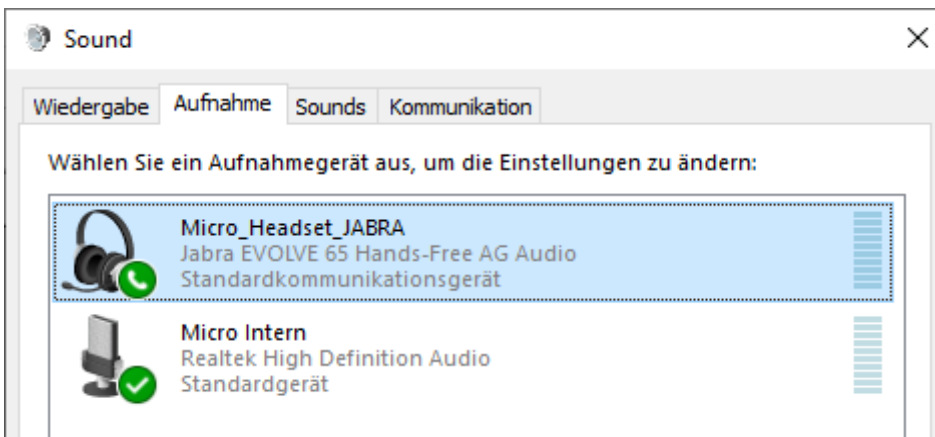 Sound
Wiedergabe Aufnahme Sounds Kommunikation
Wählen Sie ein Aufnahmegerät aus, um die Einstellungen zu ändern:
Micro_Headset_JABRA
Jabra EVOLVE 65 Hands-Free AG Audio
Standardkommunikationsgerät
Micro Intern
Realtek High Definition Audio
Standardgerät